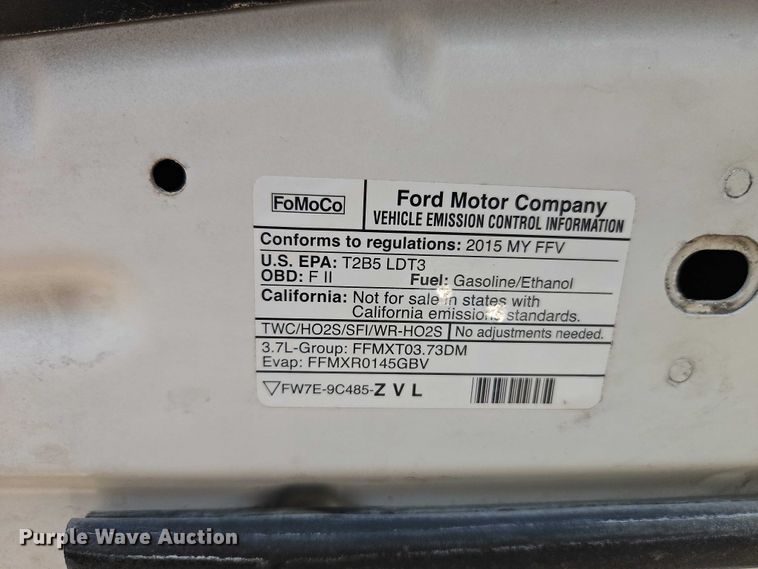 FoMoCo
Ford Motor Company
VEHICLE EMISSION CONTROL INFORMATION
Conforms to regulations: 2015 MY FFV
U.S. EPA: T2B5 LDT3
OBD: F II Fuel: Gasoline/Ethanol
California: Not for sale in states with
California emissions standards.
TWC/HO2S/SFI/WR-HO2S No adjustments needed.
3.7L-Group: FFMXT03.73DM
Evap: FFMXR0145GBV
▽FW7E-9C485-Z V L
Purple Wave Auction